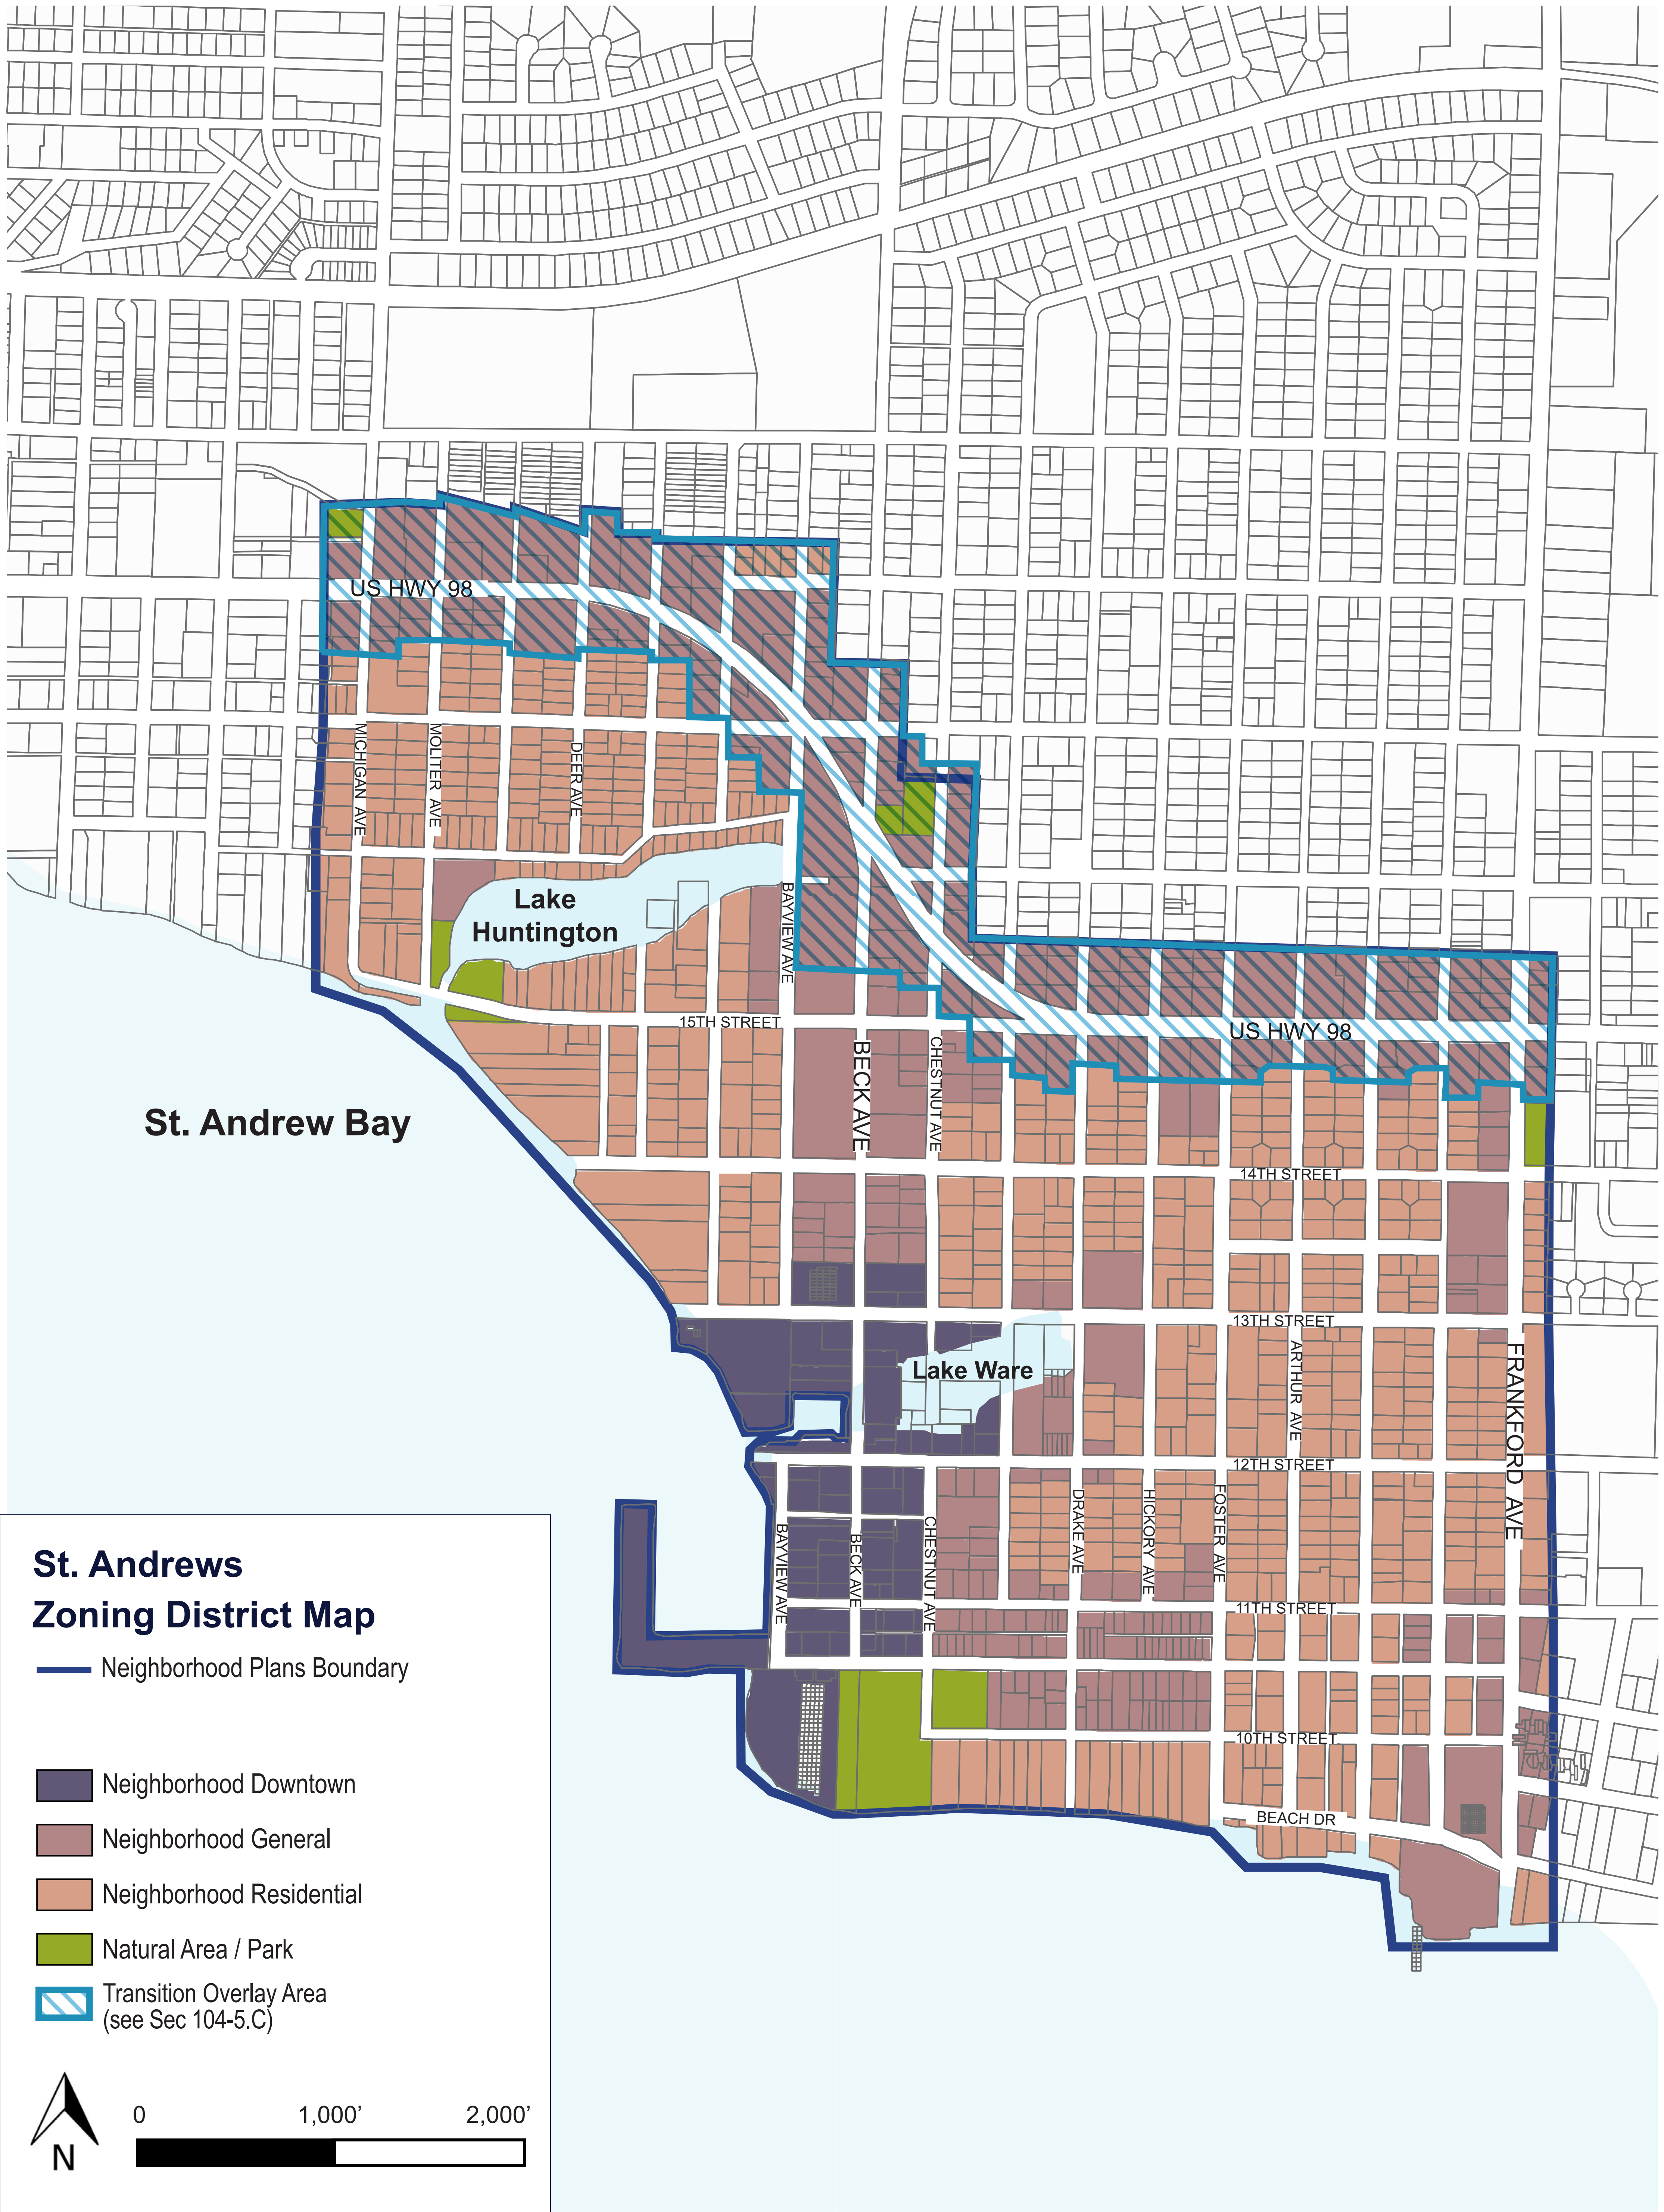 US HWY 98
MICHIGAN AVE
MOLITER AVE
DEER AVE
Lake
Huntington
BAYVIEW AVE
15TH STREET
US HWY 98
BECK AVE
CHESTNUT AVE
St. Andrew Bay
14TH STREET
13TH STREET
Lake Ware
ARTHUR AVE
FRANKFORD AVE
12TH STREET
BAYVIEW AVE
BECK AVE
CHESTNUT AVE
DRAKE AVE
HICKORY AVE
FOSTER AVE
11TH STREET
10TH STREET
BEACH DR
St. Andrews
Zoning District Map
Neighborhood Plans Boundary
Neighborhood Downtown
Neighborhood General
Neighborhood Residential
Natural Area / Park
Transition Overlay Area
(see Sec 104-5.C)
0 1,000’ 2,000’
N